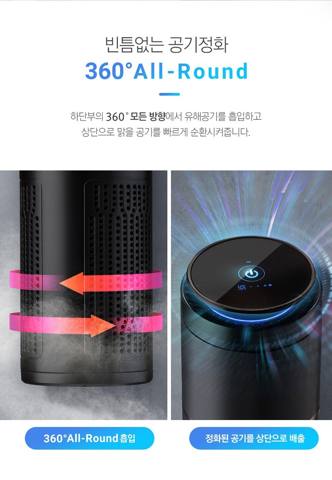 빈틈없는 공기정화
360°All-Round
하단부의 360˚모든 방향에서 유해공기를 흡입하고
상단으로 맑을 공기를 빠르게 순환시켜줍니다.
360°All-Round 흡입
정화된 공기를 상단으로 배출